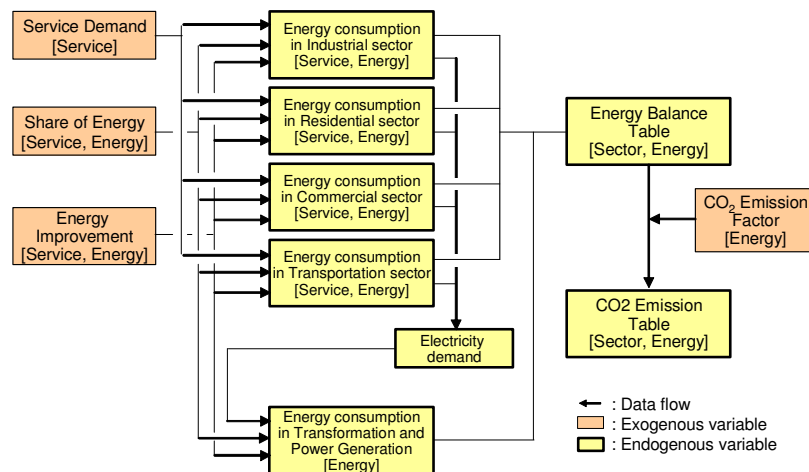 Service Demand
[Service]
Share of Energy
[Service, Energy]
Energy
Improvement
[Service, Energy]
Energy consumption
in Industrial sector
[Service, Energy]
Energy consumption
in Residential sector
[Service, Energy]
Energy consumption
in Commercial sector
[Service, Energy]
Energy consumption
in Transportation sector
[Service, Energy]
Electricity
demand
Energy consumption
in Transformation and
Power Generation
[Energy]
Energy Balance
Table
[Sector, Energy]
CO₂ Emission
Factor
[Energy]
CO2 Emission
Table
[Sector, Energy]
: Data flow
: Exogenous variable
: Endogenous variable